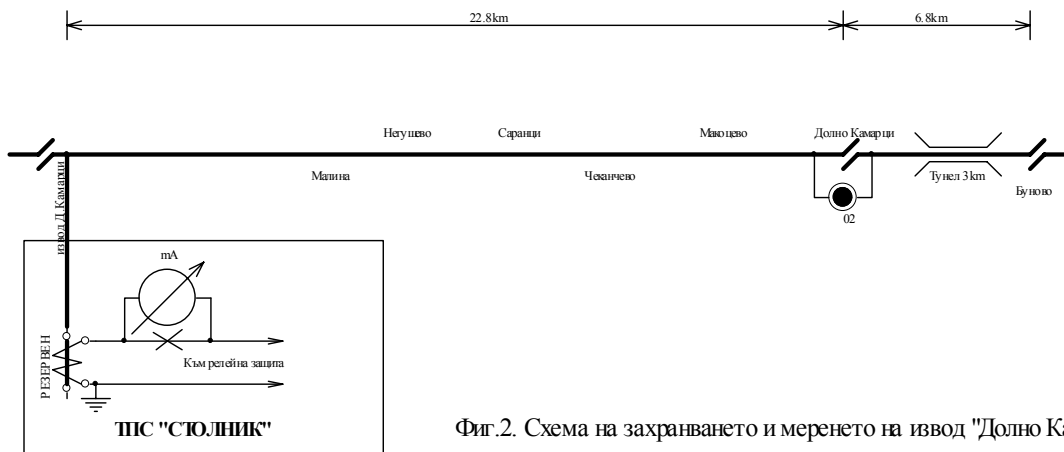 22.8km
6.8km
Негушево
Саранци
Макоцево
Долно Камарци
Малина
Чеканчево
Тунел 3km
Буново
02
извод Д.Камарци
mA
РЕЗЕРВЕН
Към релейна защита
ТПС "СТОЛНИК"
Фиг.2. Схема на захранването и меренето на извод "Долно Ка